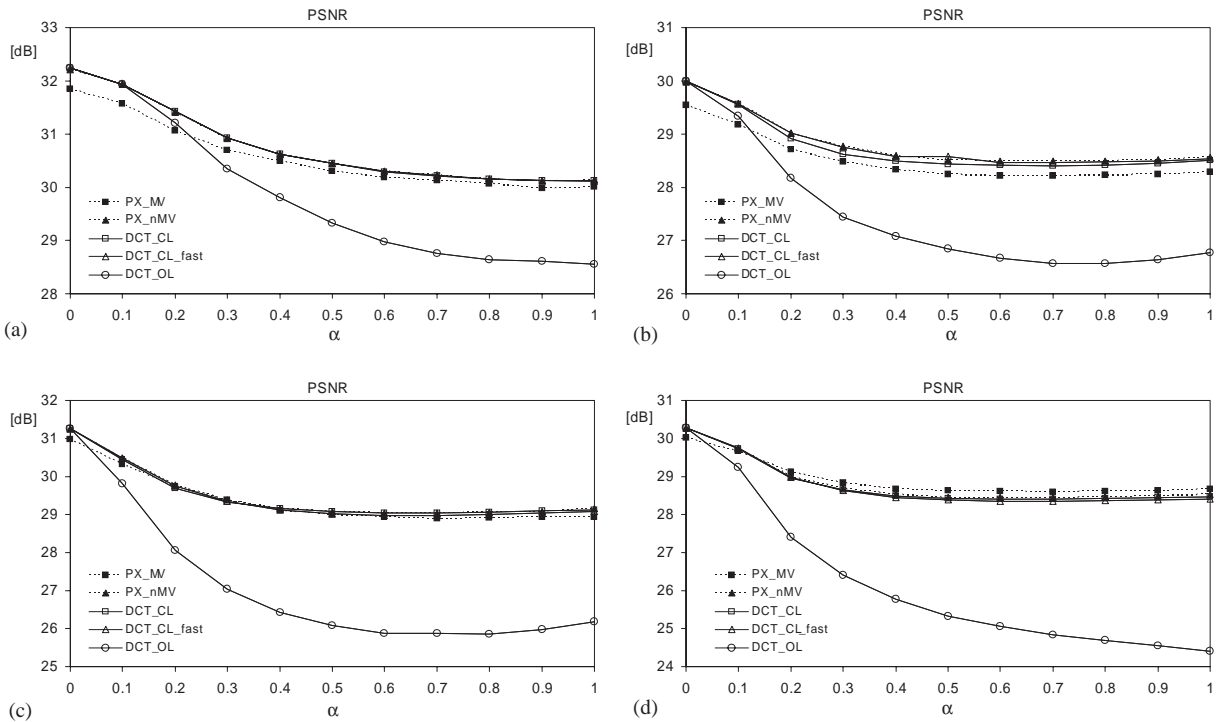 PSNR
33
[dB]
32
31
30
29
28
PX_MV
PX_nMV
DCT_CL
DCT_CL_fast
DCT_OL
0 0.1 0.2 0.3 0.4 0.5 0.6 0.7 0.8 0.9 1
(a)
α
PSNR
31
[dB]
30
29
28
27
26
PX_MV
PX_nMV
DCT_CL
DCT_CL_fast
DCT_OL
0 0.1 0.2 0.3 0.4 0.5 0.6 0.7 0.8 0.9 1
(b)
α
PSNR
32
[dB]
31
30
29
28
27
26
25
PX_MV
PX_nMV
DCT_CL
DCT_CL_fast
DCT_OL
0 0.1 0.2 0.3 0.4 0.5 0.6 0.7 0.8 0.9 1
(c)
α
PSNR
31
[dB]
30
29
28
27
26
25
24
PX_MV
PX_nMV
DCT_CL
DCT_CL_fast
DCT_OL
0 0.1 0.2 0.3 0.4 0.5 0.6 0.7 0.8 0.9 1
(d)
α